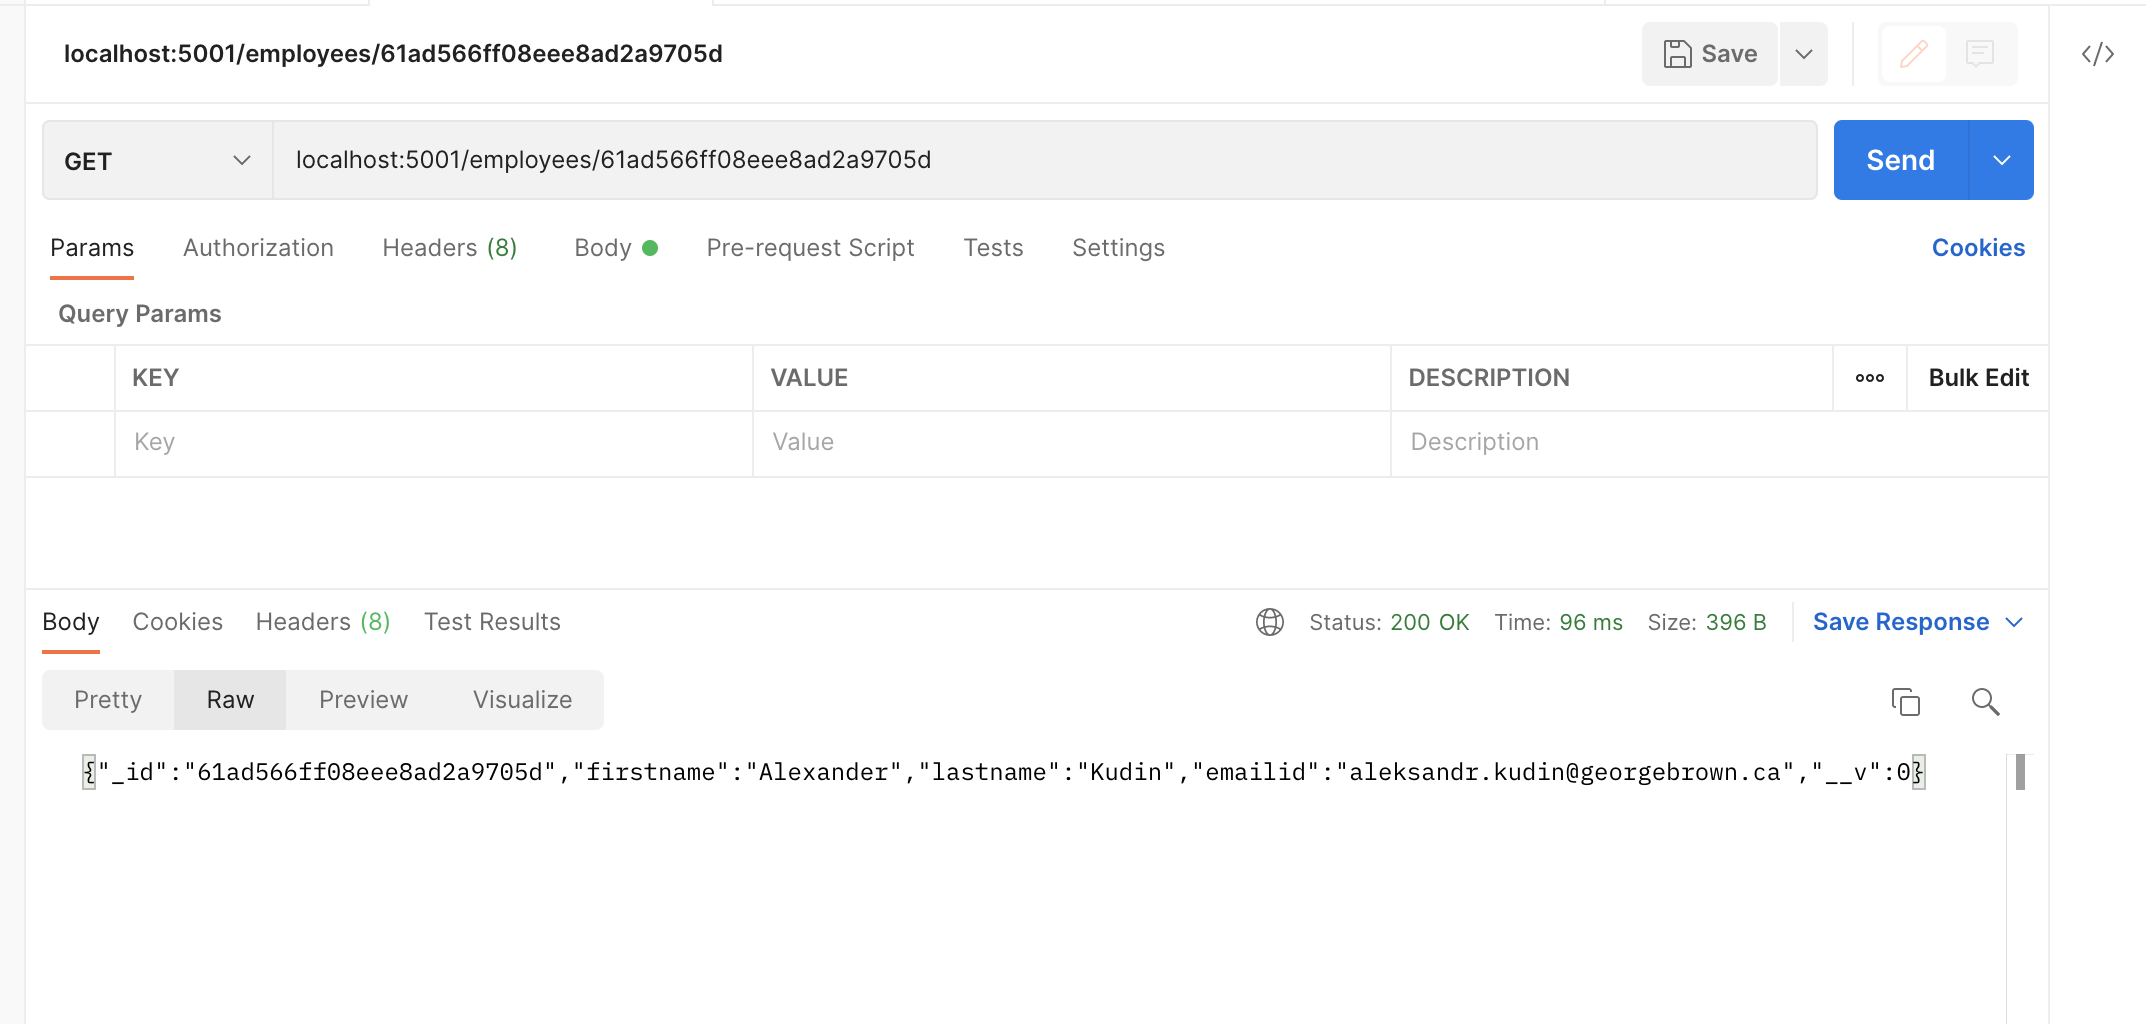 localhost:5001/employees/61ad566ff08eee8ad2a9705d
Save
GET localhost:5001/employees/61ad566ff08eee8ad2a9705d Send
Params Authorization Headers (8) Body Pre-request Script Tests Settings Cookies
Query Params
KEY VALUE DESCRIPTION Bulk Edit
Key Value Description
Body Cookies Headers (8) Test Results Status: 200 OK Time: 96 ms Size: 396 B Save Response
Pretty Raw Preview Visualize
{"_id":"61ad566ff08eee8ad2a9705d","firstname":"Alexander","lastname":"Kudin","emailid":"aleksandr.kudin@georgebrown.ca","__v":0}